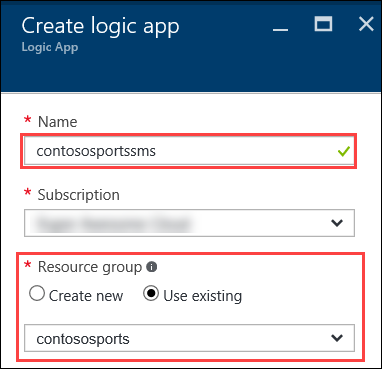 Create logic app
Logic App
* Name
contososportssms
* Subscription
* Resource group
Create new Use existing
contososports